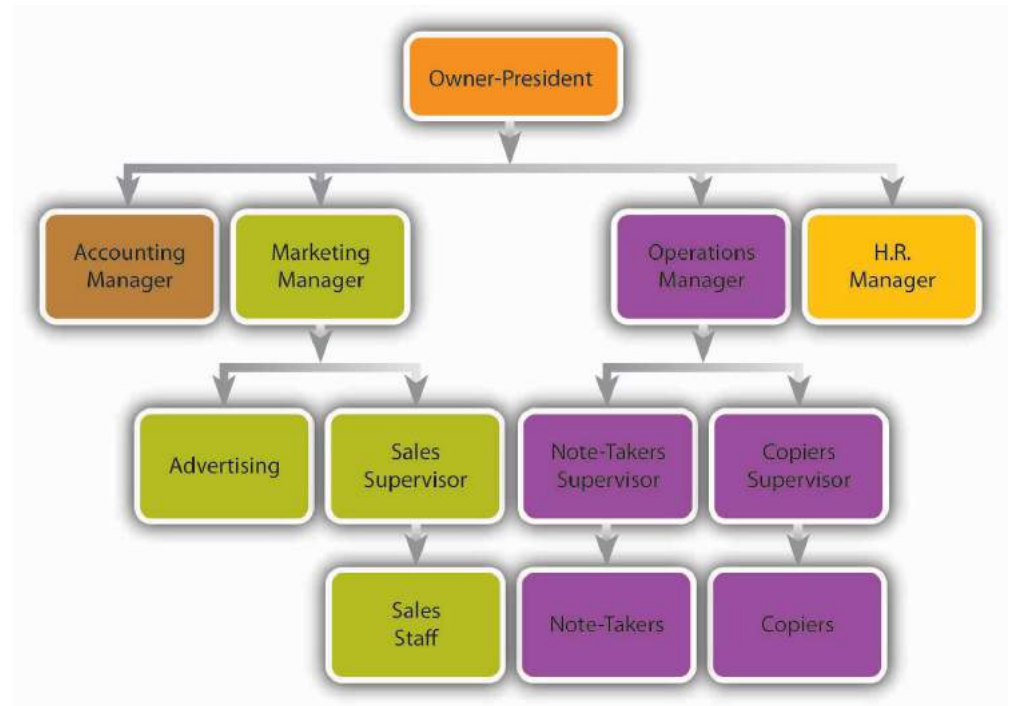 Owner-President
Accounting
Manager
Marketing
Manager
Operations
Manager
H.R.
Manager
Advertising
Sales
Supervisor
Note-Takers
Supervisor
Copiers
Supervisor
Sales
Staff
Note-Takers
Copiers